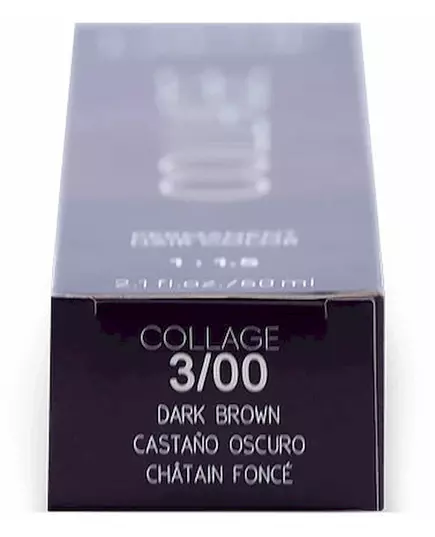 1 : 1.5
2.1 fl.oz./60 ml
COLLAGE
3/00
DARK BROWN
CASTAÑO OSCURO
CHÂTAIN FONCÉ